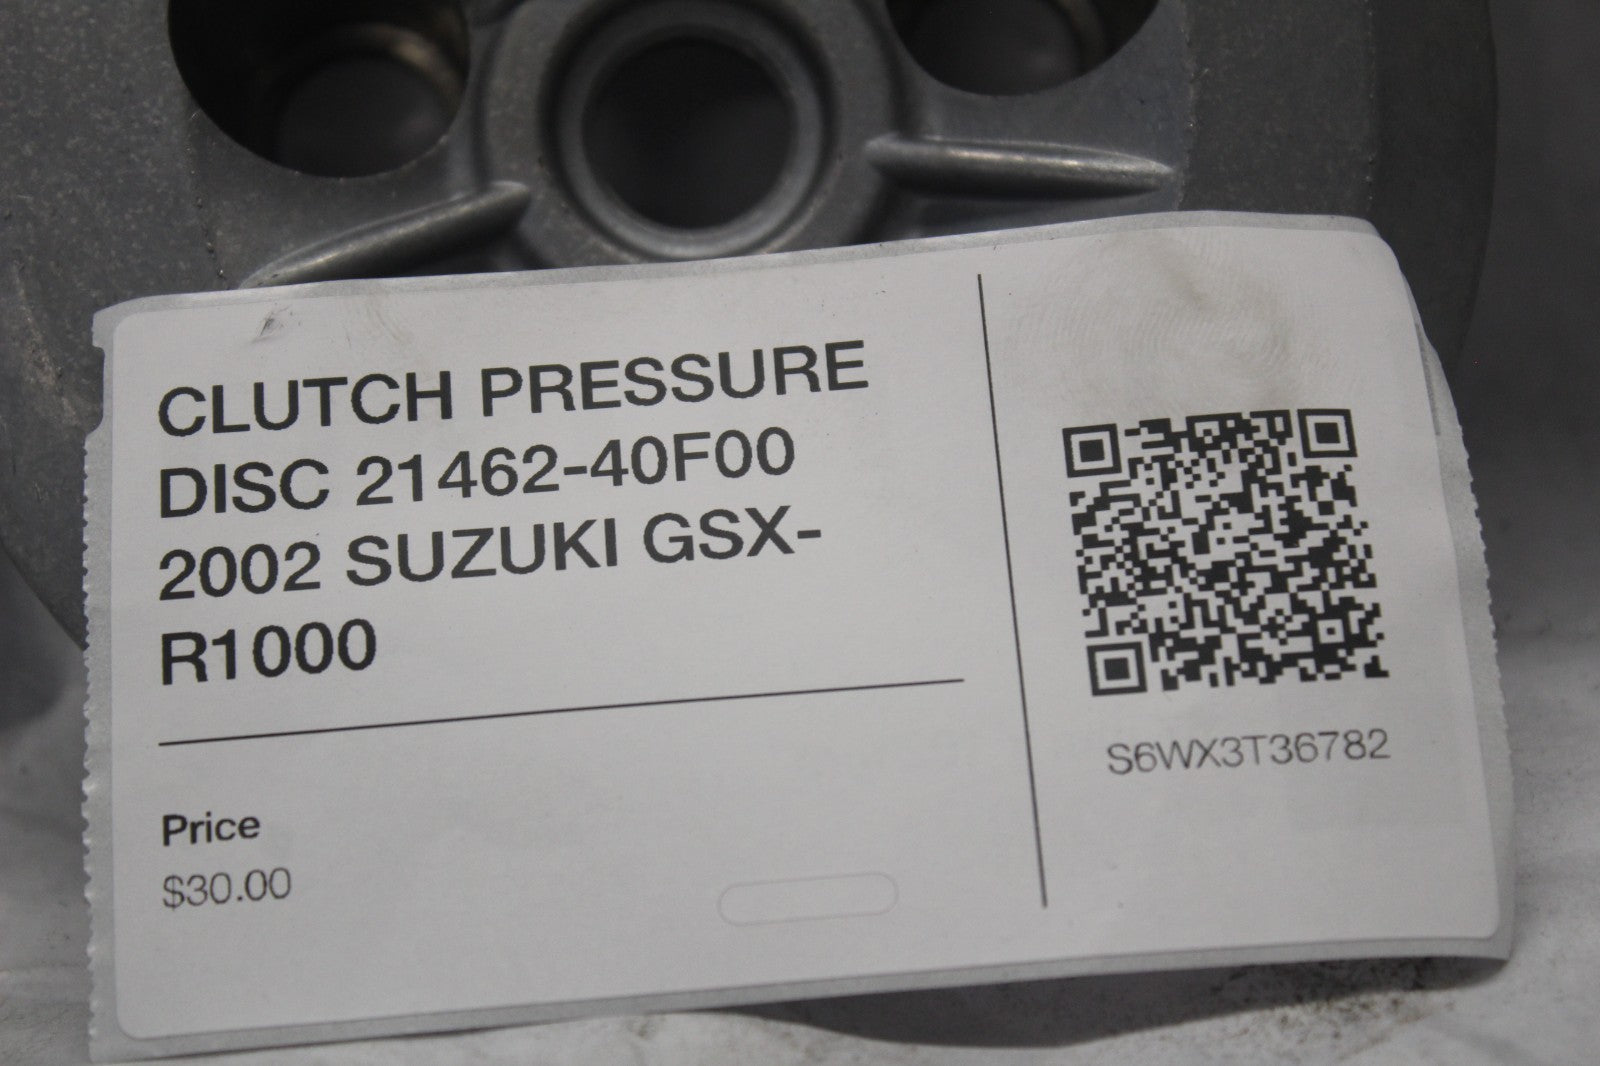 CLUTCH PRESSURE
DISC 21462-40F00
2002 SUZUKI GSX-
R1000
Price
$30.00
S6WX3T36782